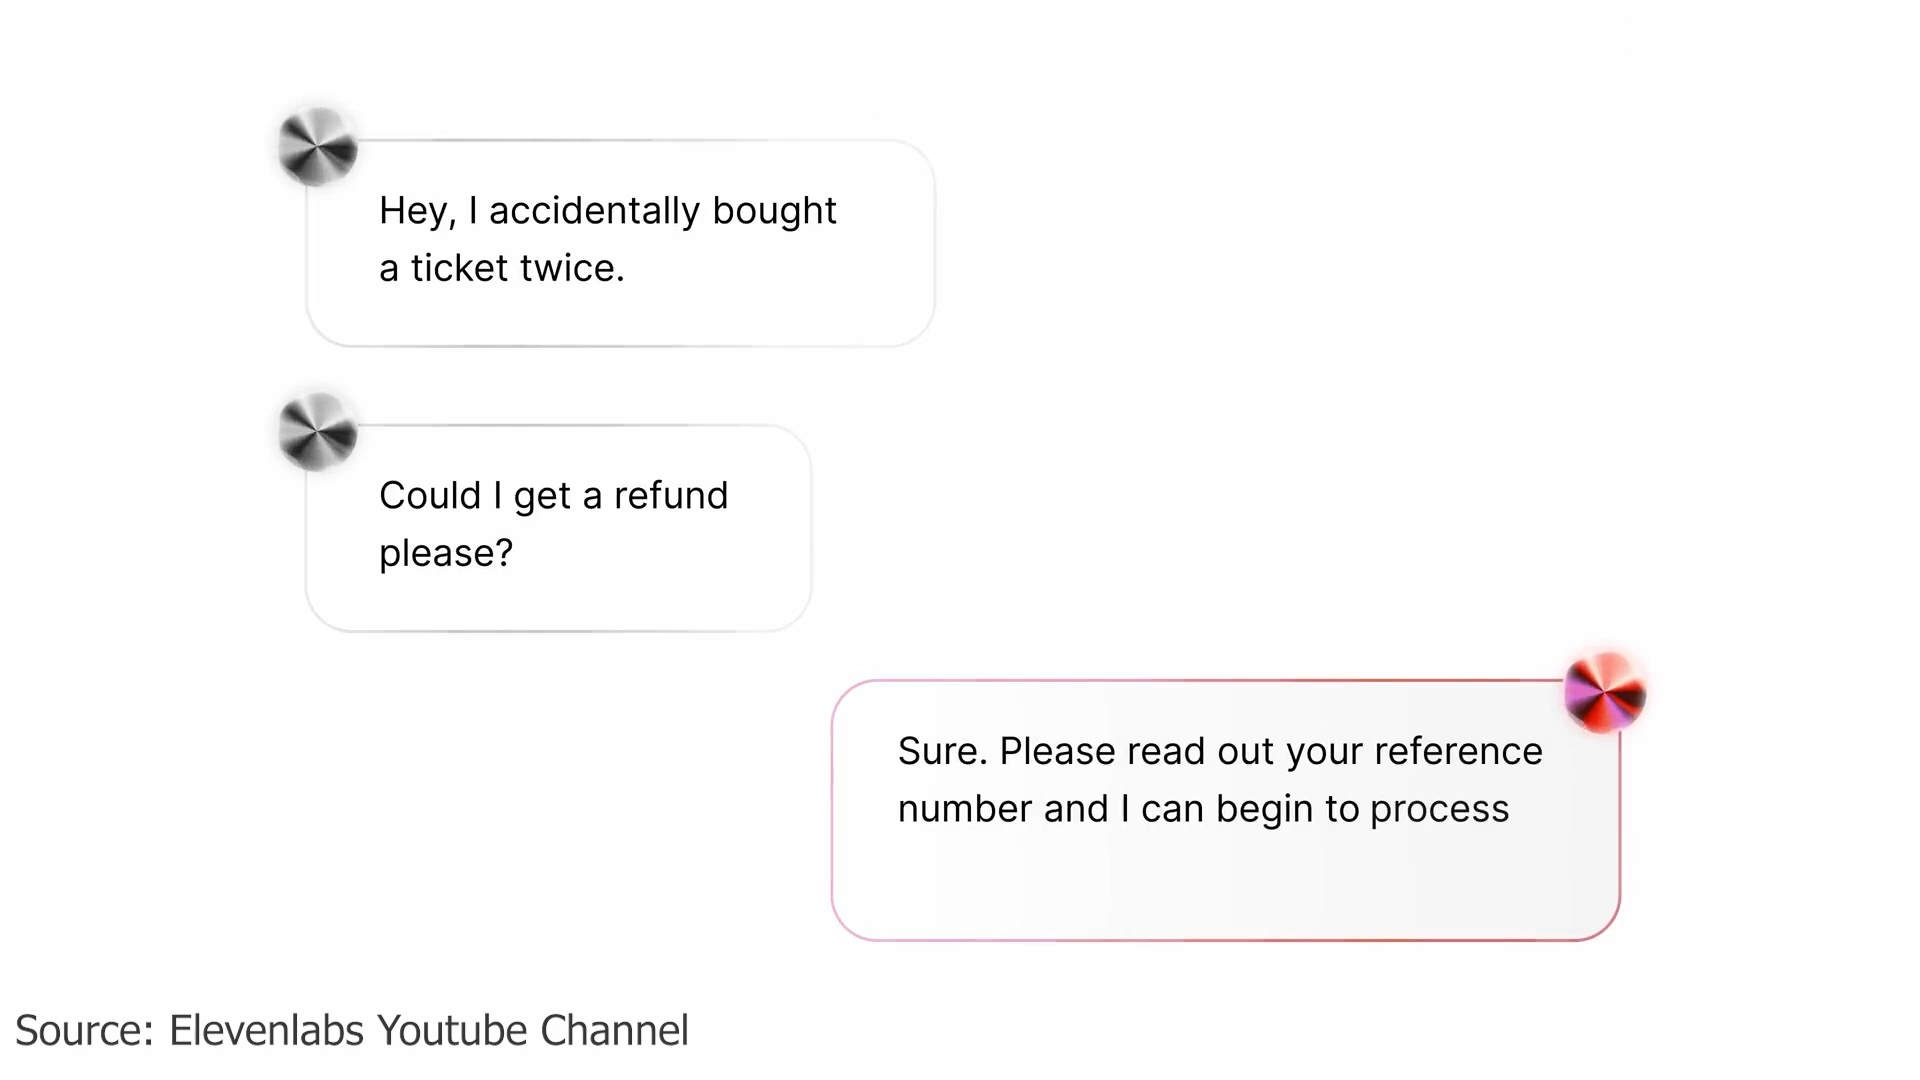 Hey, I accidentally bought
a ticket twice.
Could I get a refund
please?
Sure. Please read out your reference
number and I can begin to process
Source: Elevenlabs Youtube Channel